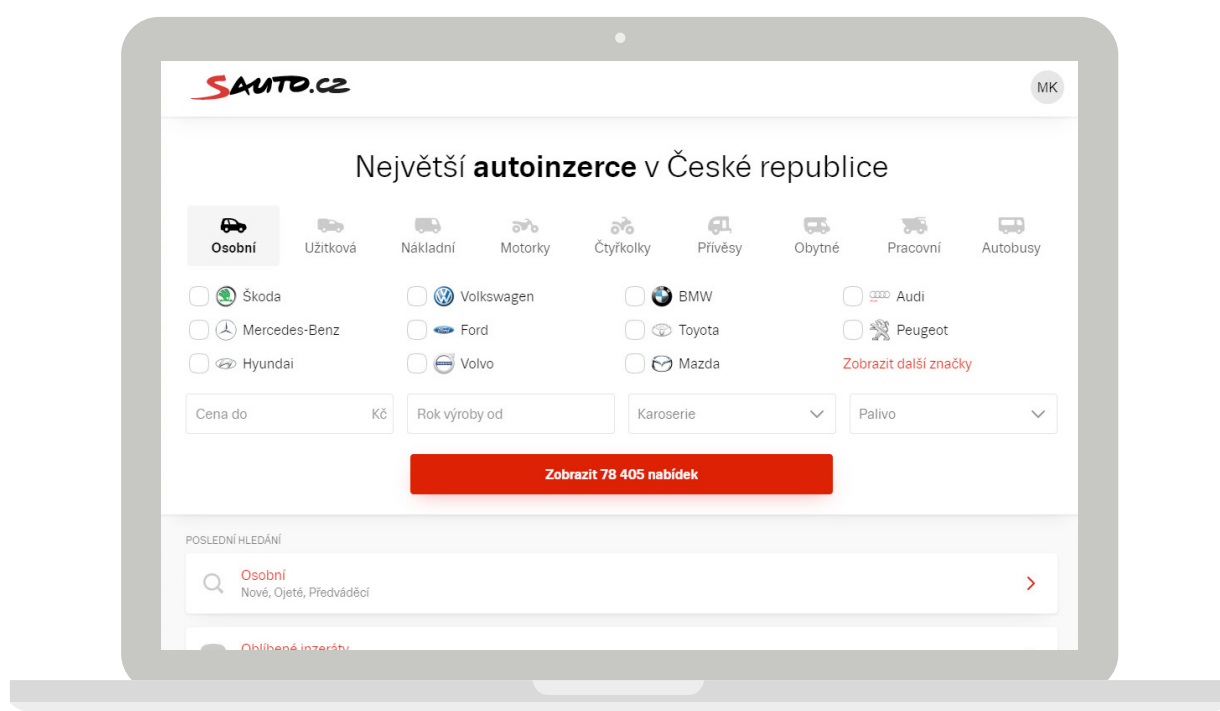 SAUTO.CZ
MK
Největší autoinzerce v České republice
Osobní Užitková Nákladní Motorky Čtyřkolky Přívěsy Obytné Pracovní Autobusy
Škoda Volkswagen BMW Audi
Mercedes-Benz Ford Toyota Peugeot
Hyundai Volvo Mazda Zobrazit další značky
Cena do Kč Rok výroby od Karoserie Palivo
Zobrazit 78 405 nabídek
POSLEDNÍ HLEDÁNÍ
Osobní
Nové, Ojeté, Předváděcí
Oblíbené inzeráty